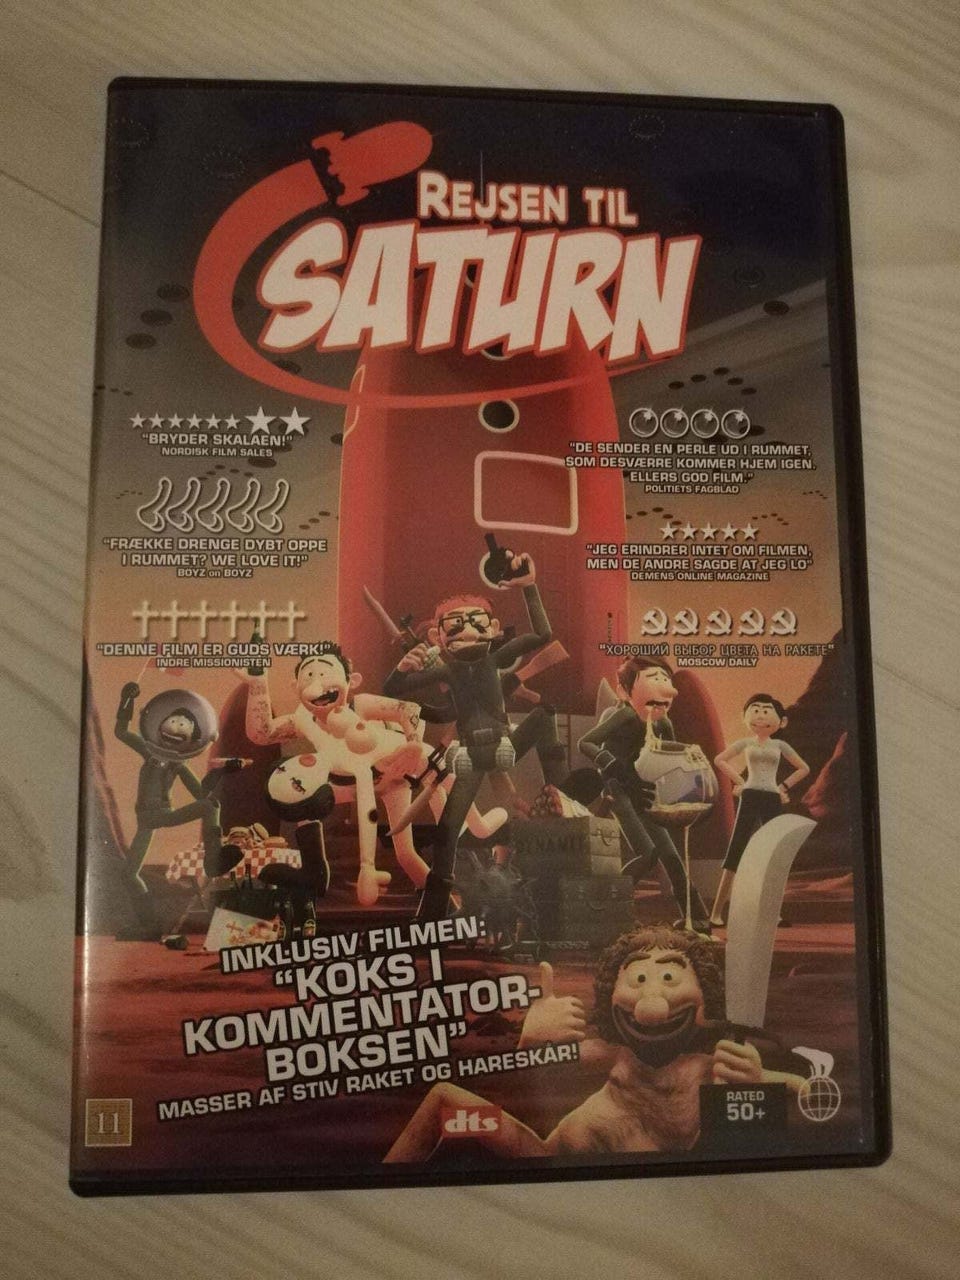 REJSEN TIL
SATURN
"BRYDER SKALAEN!"
NORDISK FILM SALES
"FRÆKKE DRENGE DYBT OPPE
I RUMMET? WE LOVE IT!"
BOYZ on BOYZ
"DENNE FILM ER GUDS VÆRK!"
INDRE MISSIONISTEN
"DE SENDER EN PERLE UD I RUMMET,
SOM DESVÆRRE KOMMER HJEM IGEN.
ELLERS GOD FILM."
POLITIETS FAGBLAD
"JEG ERINDRER INTET OM FILMEN,
MEN DE ANDRE SAGDE AT JEG LO"
DEMENS ONLINE MAGAZINE
"ХОРОШИЙ ВЫБОР ЦВЕТА НА РАКЕТЕ"
MOSCOW DAILY
DYNAMIT
INKLUSIV FILMEN:
"KOKS I
KOMMENTATOR-
BOKSEN"
MASSER AF STIV RAKET OG HARESKÅR!
11
dts
RATED
50+